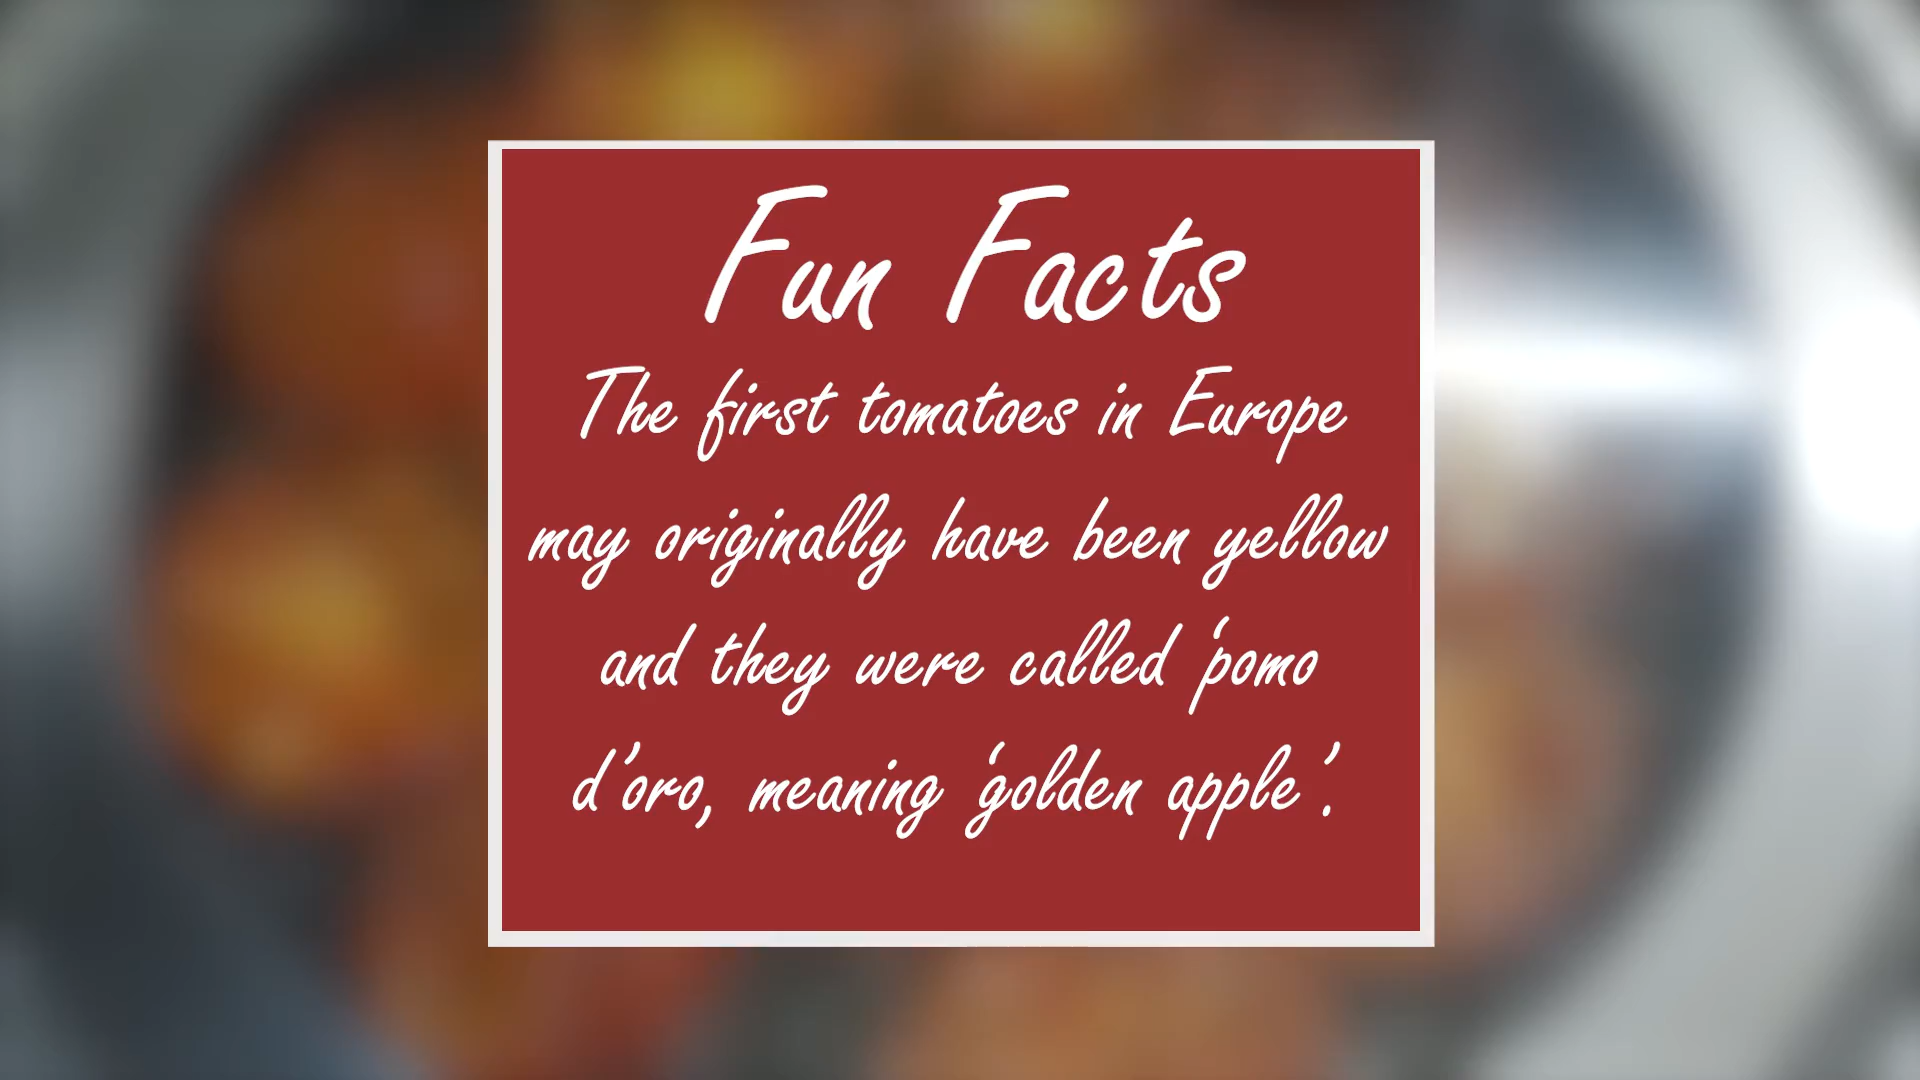 Fun Facts
The first tomatoes in Europe
may originally have been yellow
and they were called ‘pomo
d’oro, meaning ‘golden apple’.